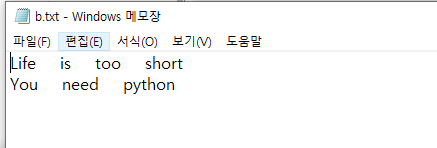 b.txt - Windows 메모장
파일(F) 편집(E) 서식(O) 보기(V) 도움말
Life is too short
You need python